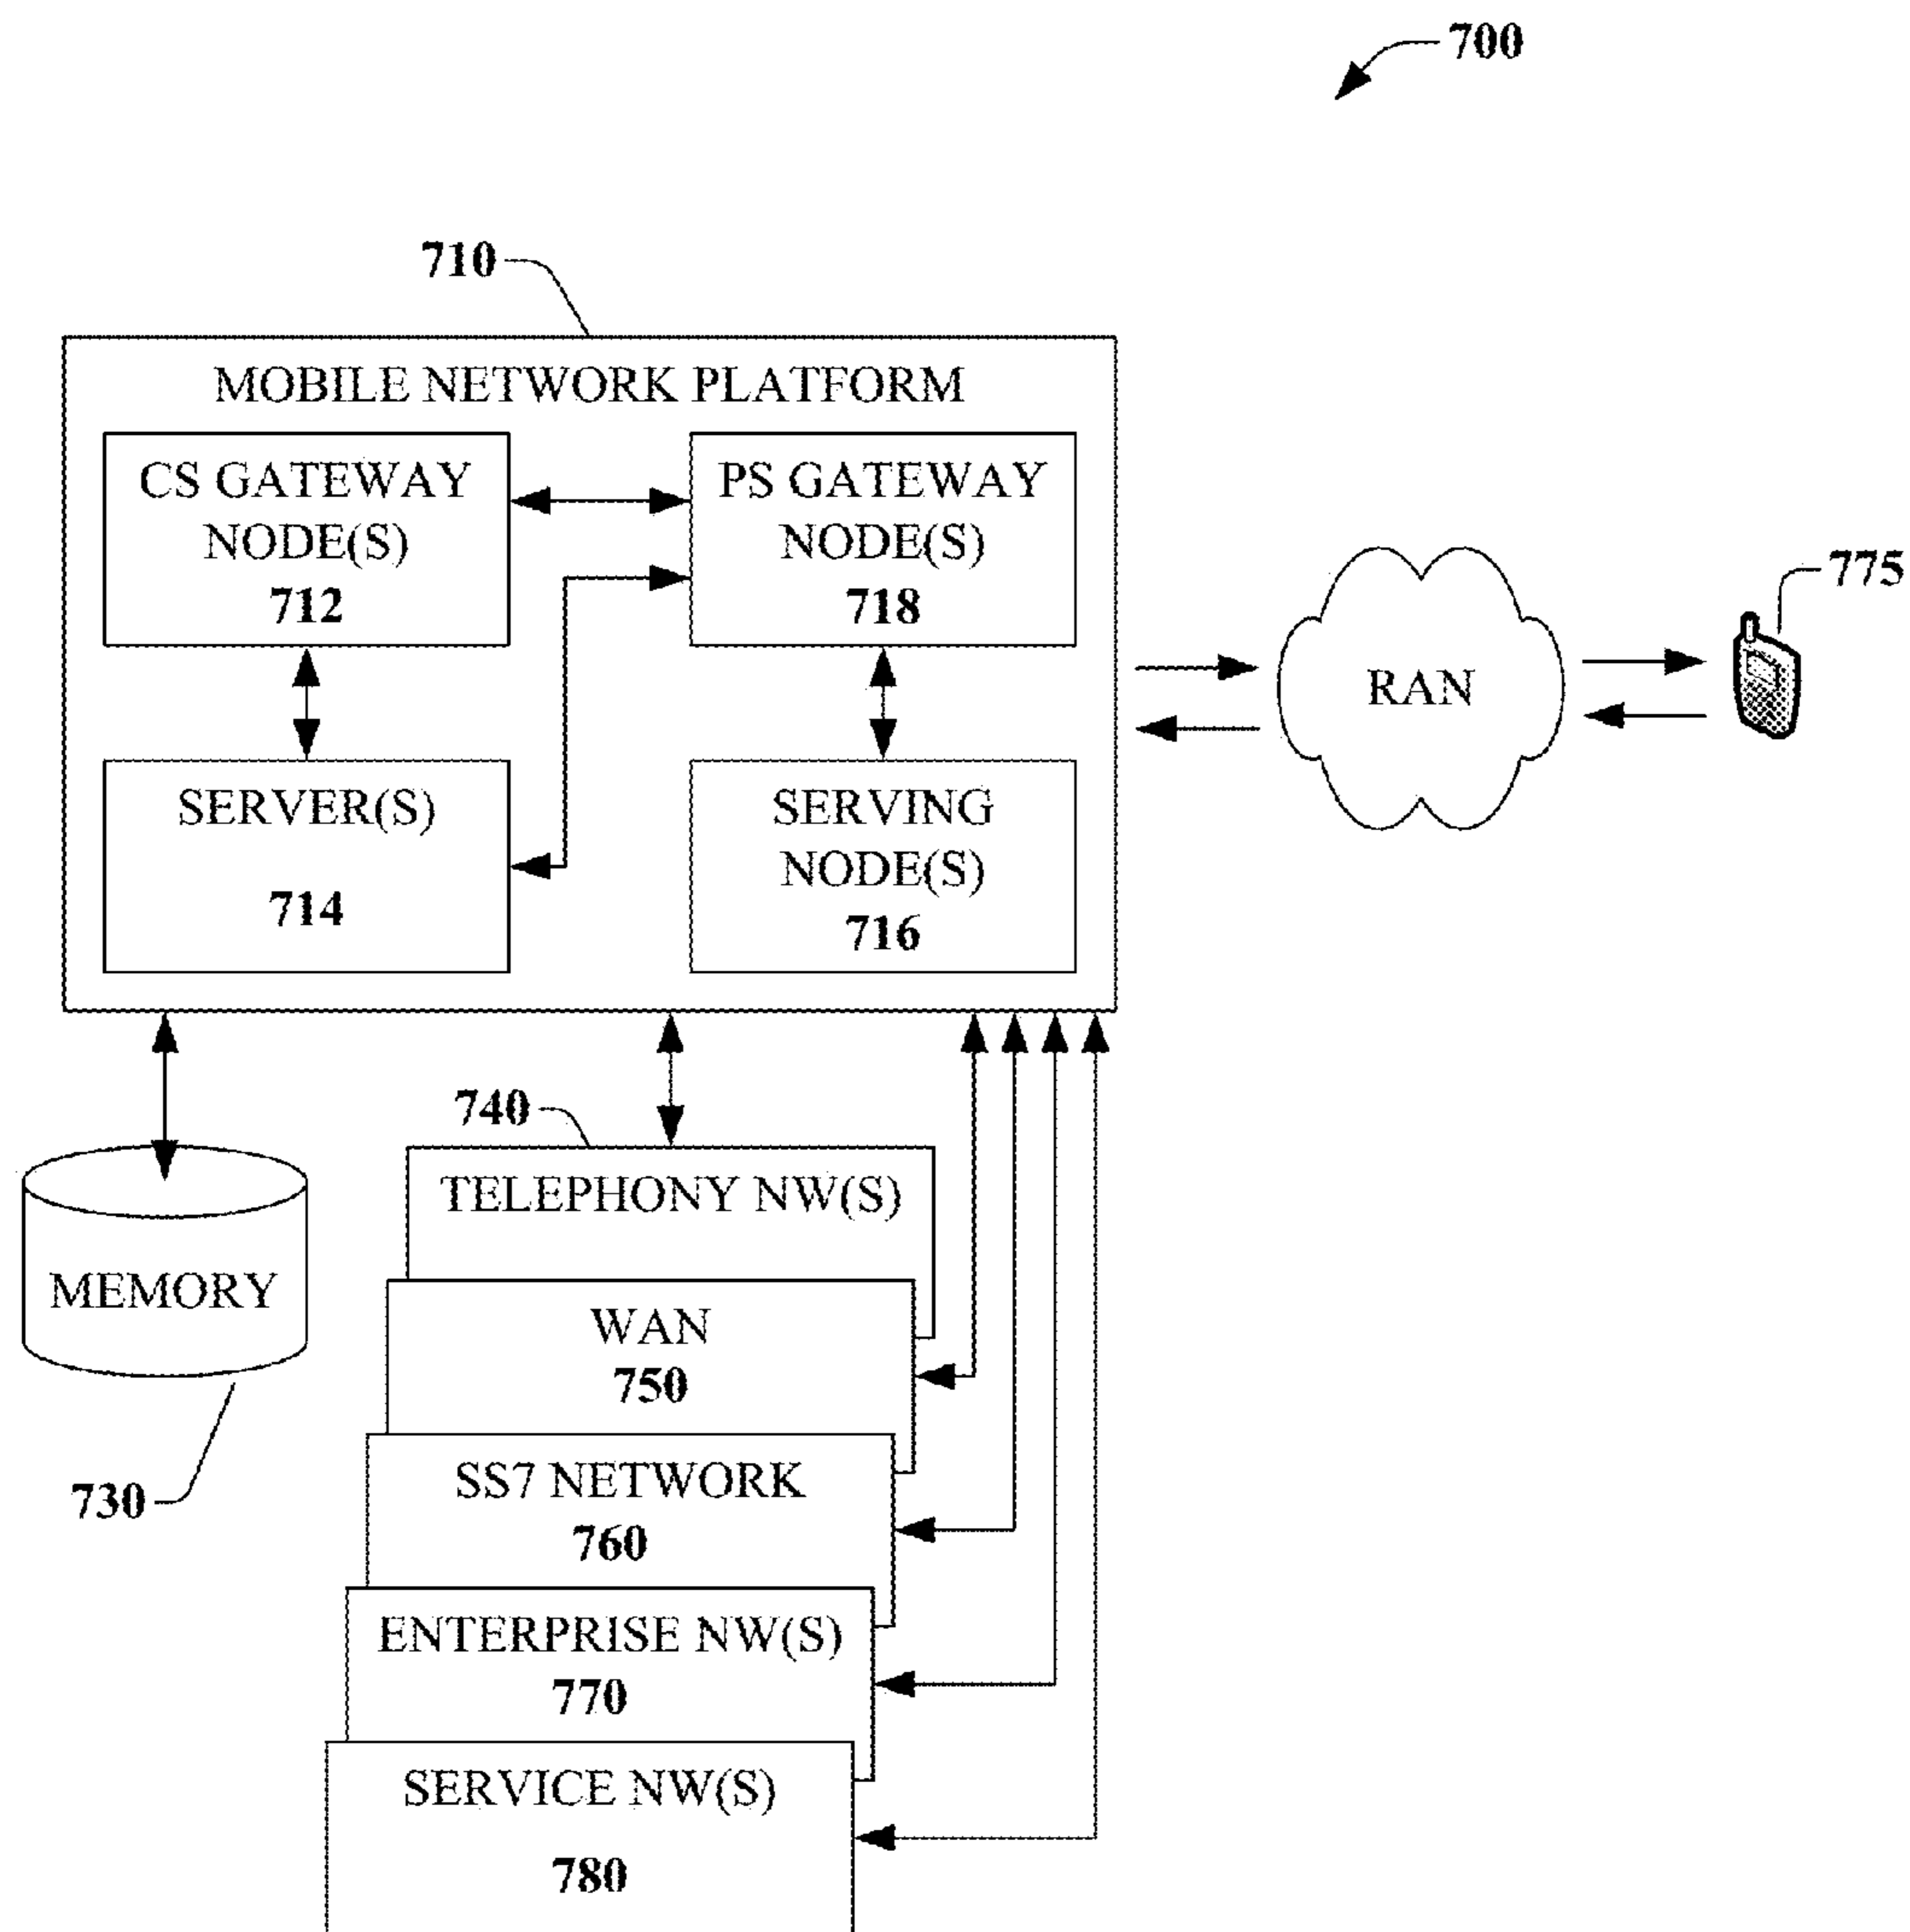 700
710
MOBILE NETWORK PLATFORM
CS GATEWAY
NODE(S)
712
PS GATEWAY
NODE(S)
718
SERVER(S)
714
SERVING
NODE(S)
716
RAN
775
740
TELEPHONY NW(S)
MEMORY
730
WAN
750
SS7 NETWORK
760
ENTERPRISE NW(S)
770
SERVICE NW(S)
780